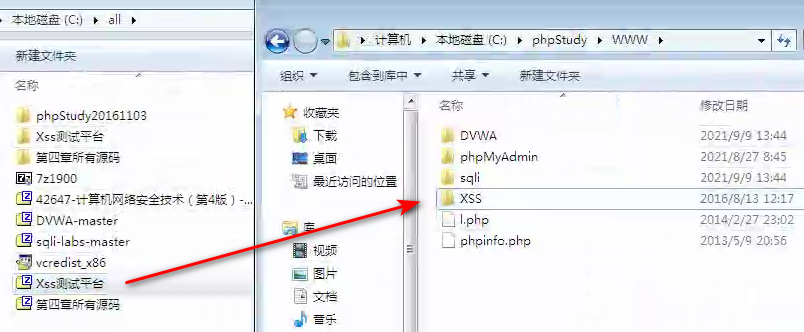 本地磁盘 (C:) ▸ all ▸
新建文件夹
名称
phpStudy20161103
Xss测试平台
第四章所有源码
7z1900
42647-计算机网络安全技术（第4版）-...
DVWA-master
sqli-labs-master
vcredist_x86
Xss测试平台
第四章所有源码
计算机 ▸ 本地磁盘 (C:) ▸ phpStudy ▸ WWW ▸
组织 包含到库中 共享 新建文件夹
收藏夹
下载
桌面
最近访问的位置
库
视频
图片
文档
音乐
名称 修改日期
DVWA 2021/9/9 13:44
phpMyAdmin 2021/8/27 8:45
sqli 2021/9/9 13:44
XSS 2016/8/13 12:17
l.php 2014/2/27 23:02
phpinfo.php 2013/5/9 20:56